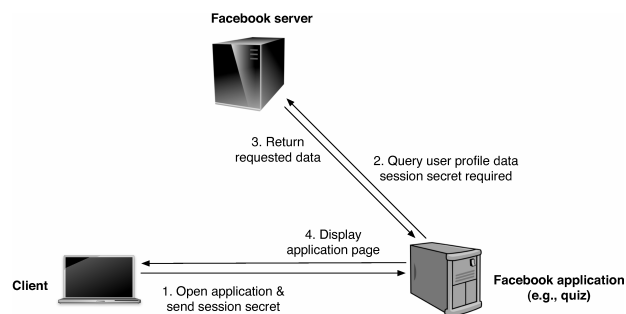 Facebook server
3. Return
requested data
2. Query user profile data
session secret required
4. Display
application page
Client
1. Open application &
send session secret
Facebook application
(e.g., quiz)